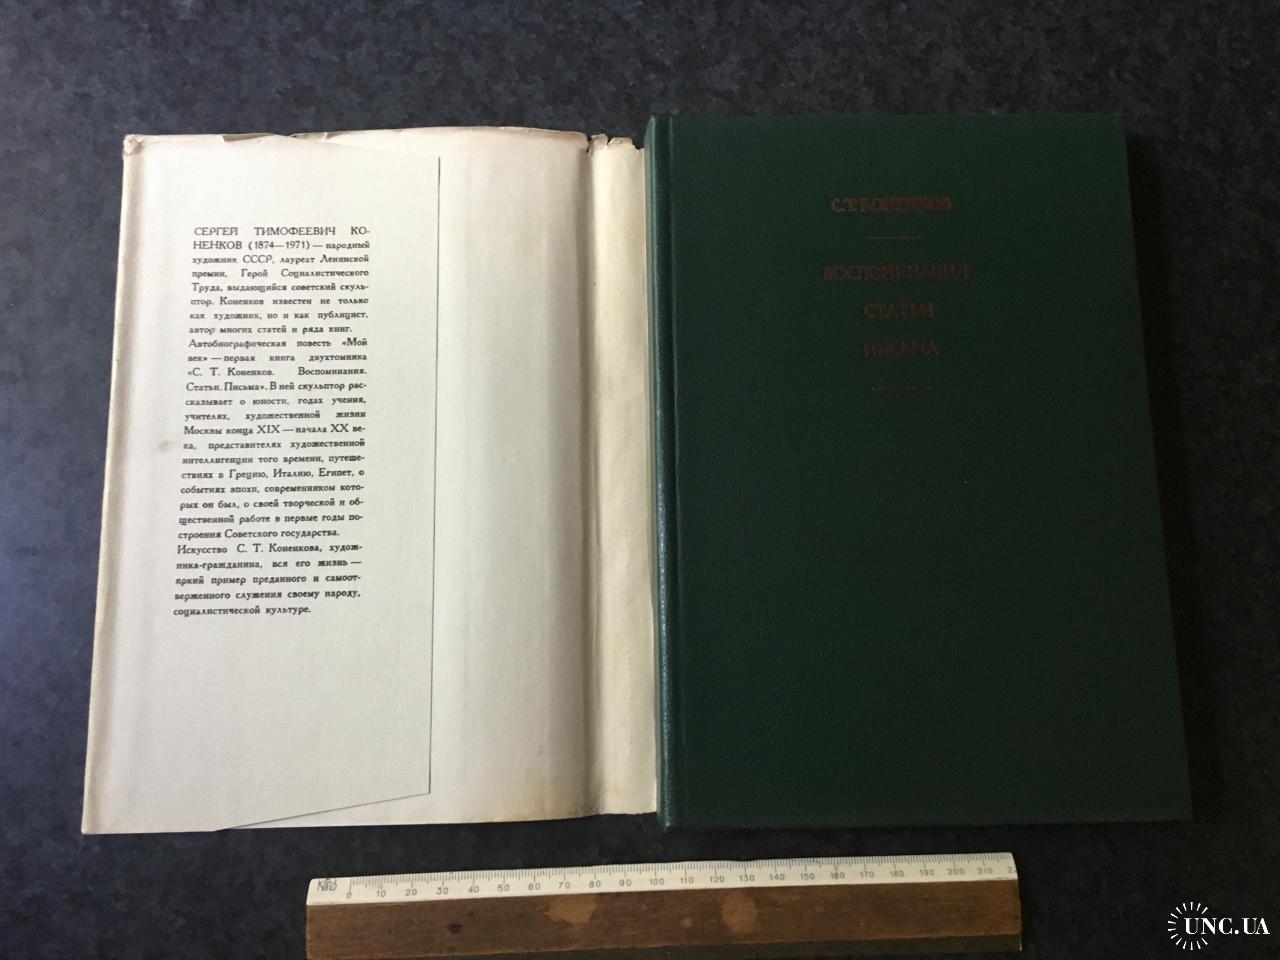 СЕРГЕЙ ТИМОФЕЕВИЧ КО-
НЕНКОВ (1874—1971) — народный
художник СССР, лауреат Ленинской
премии, Герой Социалистического
Труда, выдающийся советский скуль-
птор. Коненков известен не только
как художник, но и как публицист,
автор многих статей и ряда книг.
Автобиографическая повесть «Мой
век» — первая книга двухтомника
«С. Т. Коненков. Воспоминания.
Статьи. Письма». В ней скульптор рас-
сказывает о юности, годах учения,
учителях, художественной жизни
Москвы конца XIX — начала XX ве-
ка, представителях художественной
интеллигенции того времени, путеше-
ствиях в Грецию, Италию, Египет, о
событиях эпохи, современником кото-
рых он был, о своей творческой и об-
щественной работе в первые годы по-
строения Советского государства.
Искусство С. Т. Коненкова, худож-
ника-гражданина, вся его жизнь —
яркий пример преданного и самоот-
верженного служения своему народу,
социалистической культуре.
С.Т.КОНЕНКОВ
ВОСПОМИНАНИЯ
СТАТЬИ
ПИСЬМА
0 10 20 30 40 50 60 70 80 90 100 110 120 130 140 150 160 170 180 190 200 210
UNC.UA